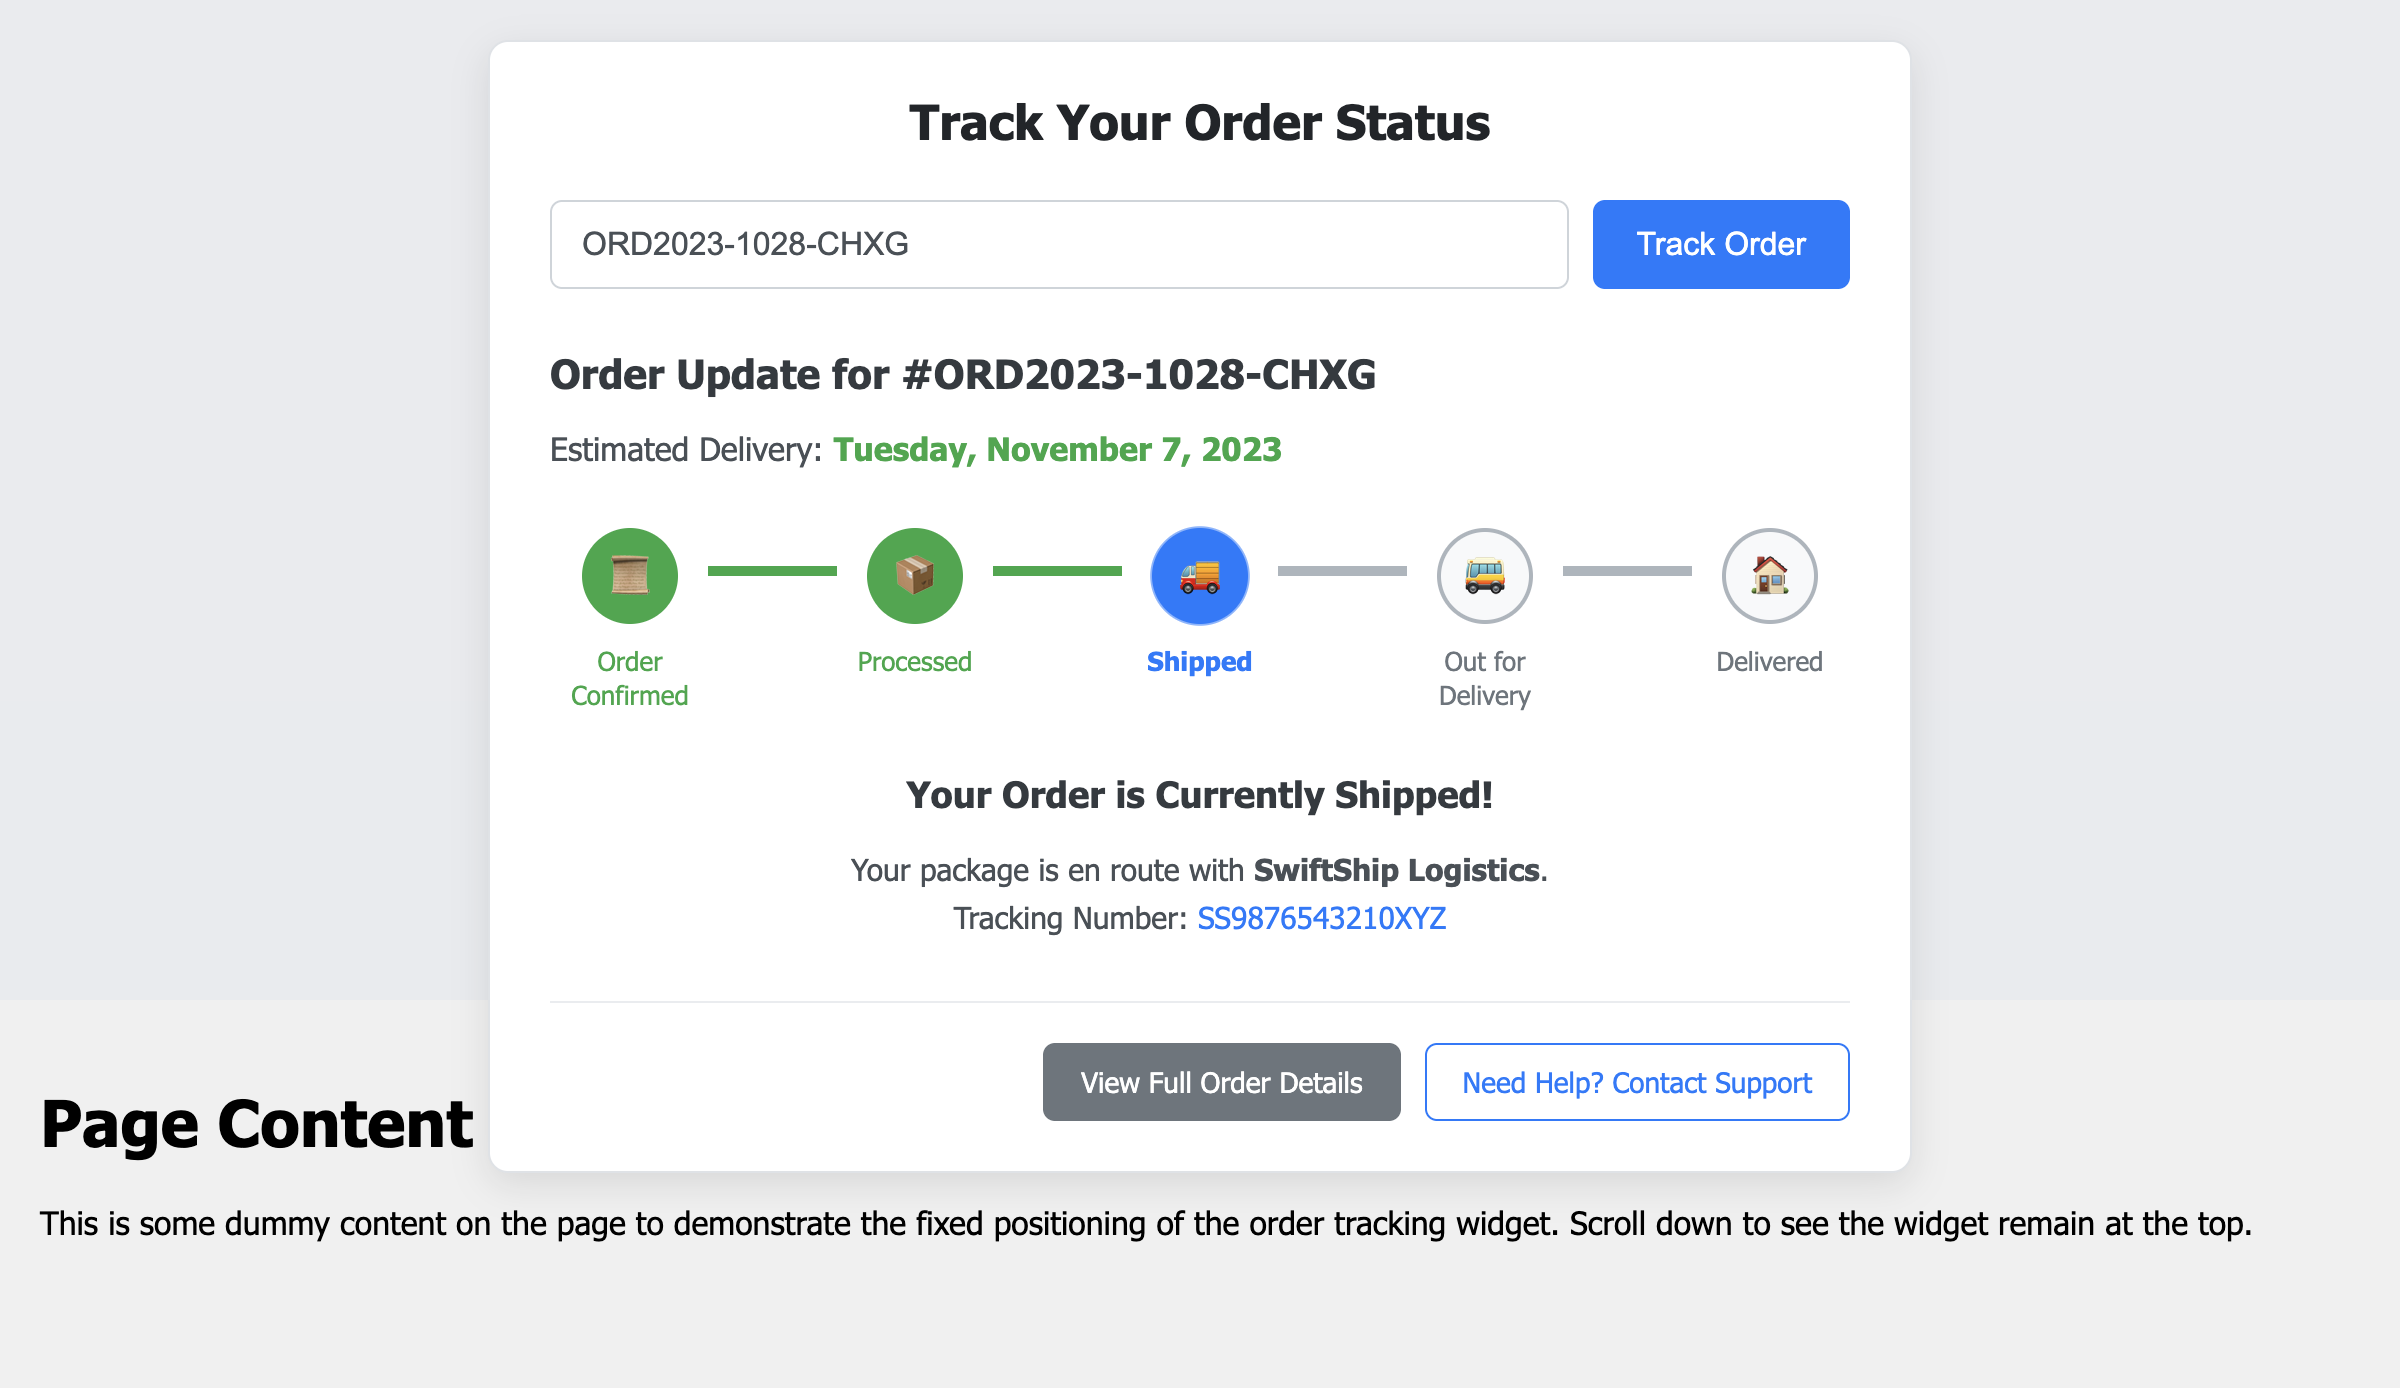 Track Your Order Status
ORD2023-1028-CHXG
Track Order
Order Update for #ORD2023-1028-CHXG
Estimated Delivery: Tuesday, November 7, 2023
Order
Confirmed
Processed
Shipped
Out for
Delivery
Delivered
Your Order is Currently Shipped!
Your package is en route with SwiftShip Logistics.
Tracking Number: SS9876543210XYZ
View Full Order Details
Need Help? Contact Support
Page Content
This is some dummy content on the page to demonstrate the fixed positioning of the order tracking widget. Scroll down to see the widget remain at the top.